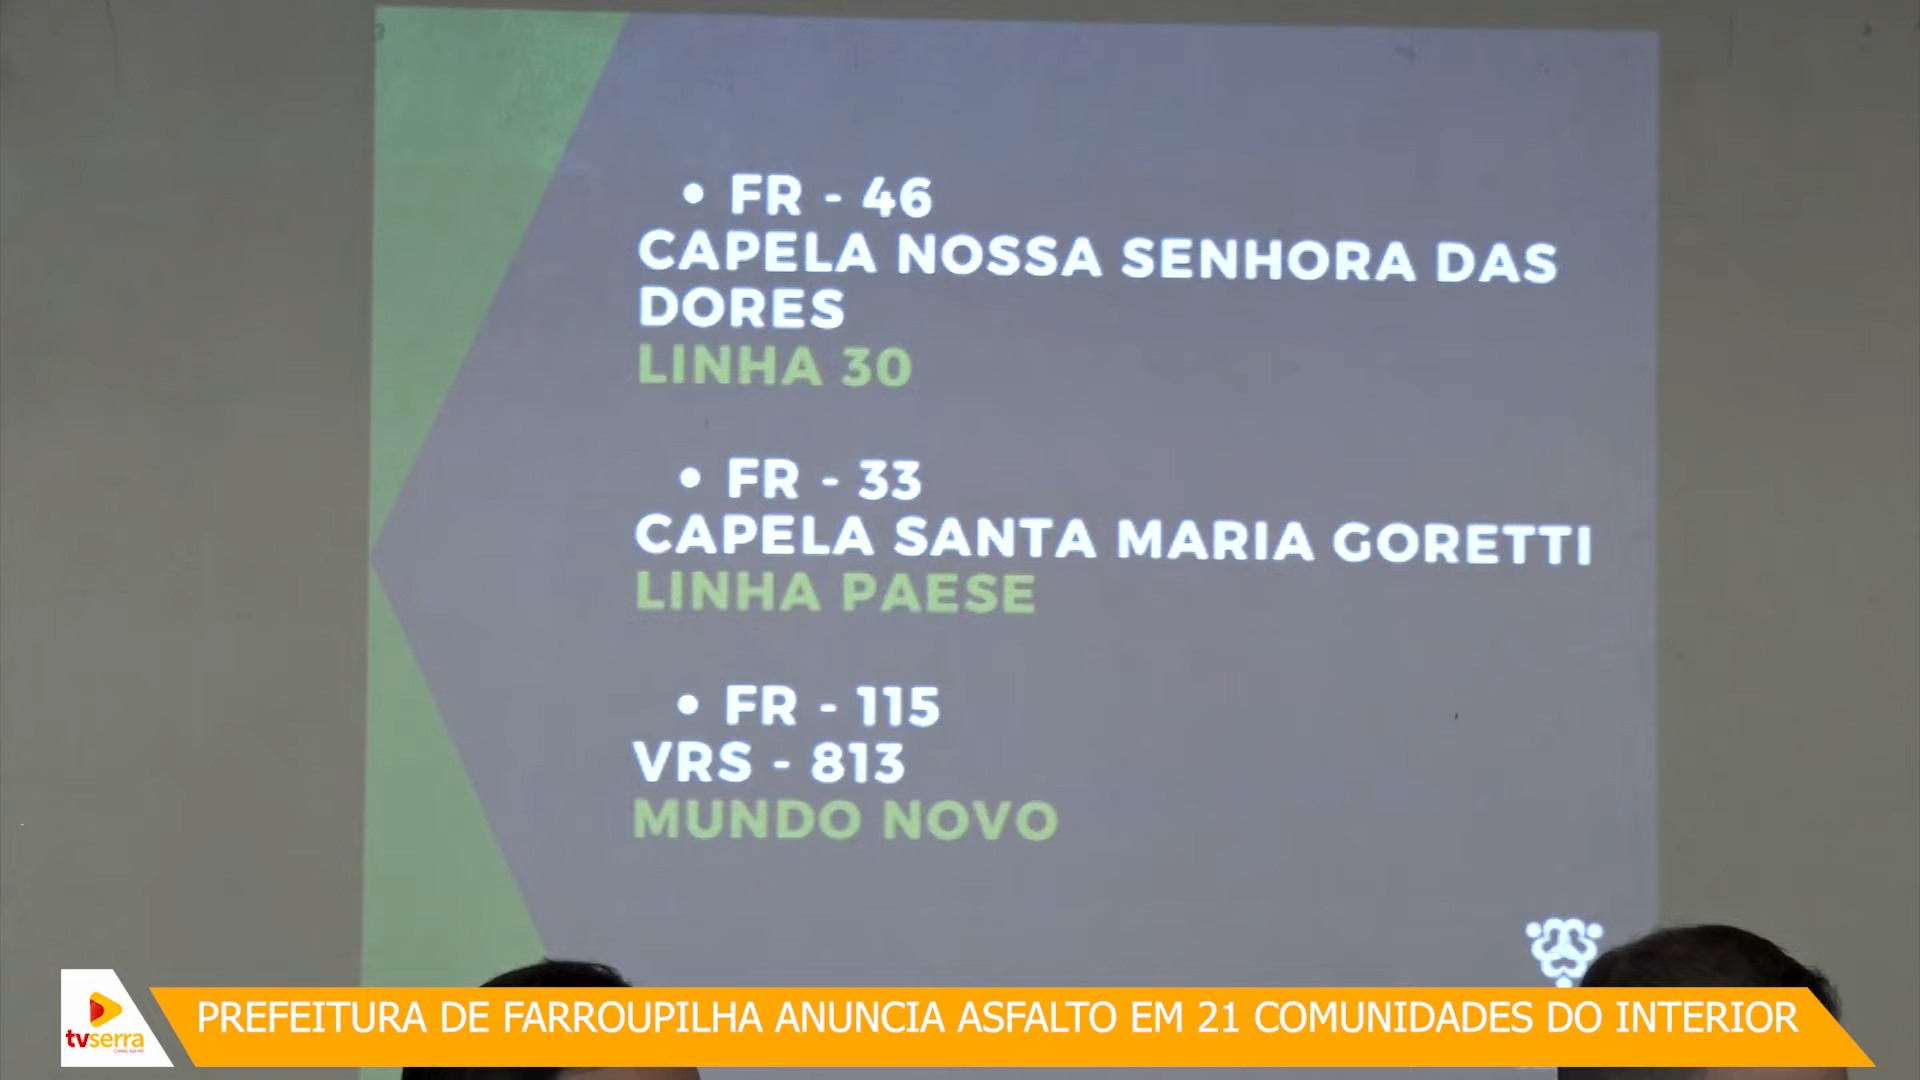 • FR - 46
CAPELA NOSSA SENHORA DAS
DORES
LINHA 30
• FR - 33
CAPELA SANTA MARIA GORETTI
LINHA PAESE
• FR - 115
VRS - 813
MUNDO NOVO
PREFEITURA DE FARROUPILHA ANUNCIA ASFALTO EM 21 COMUNIDADES DO INTERIOR
tvserra